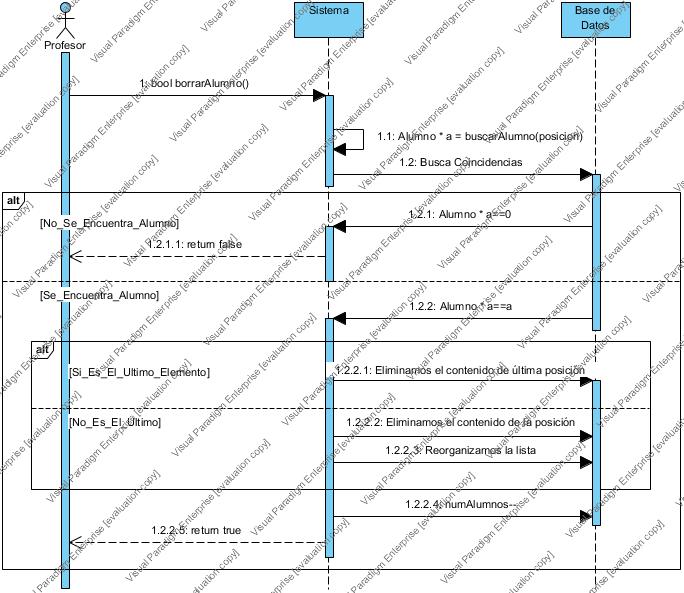 Sistema
Base de
Datos
Profesor
1: bool borrarAlumno()
1.1: Alumno * a = buscarAlumno(posicion)
1.2: Busca Coincidencias
alt
[No_Se_Encuentra_Alumno]
1.2.1: Alumno * a==0
1.2.1.1: return false
[Se_Encuentra_Alumno]
1.2.2: Alumno * a==a
alt
[Si_Es_El_Ultimo_Elemento]
1.2.2.1: Eliminamos el contenido de última posición
[No_Es_El_Ultimo]
1.2.2.2: Eliminamos el contenido de la posición
1.2.2.3: Reorganizamos la lista
1.2.2.4: numAlumnos--
1.2.2.5: return true
Visual Paradigm Enterprise [evaluation copy]